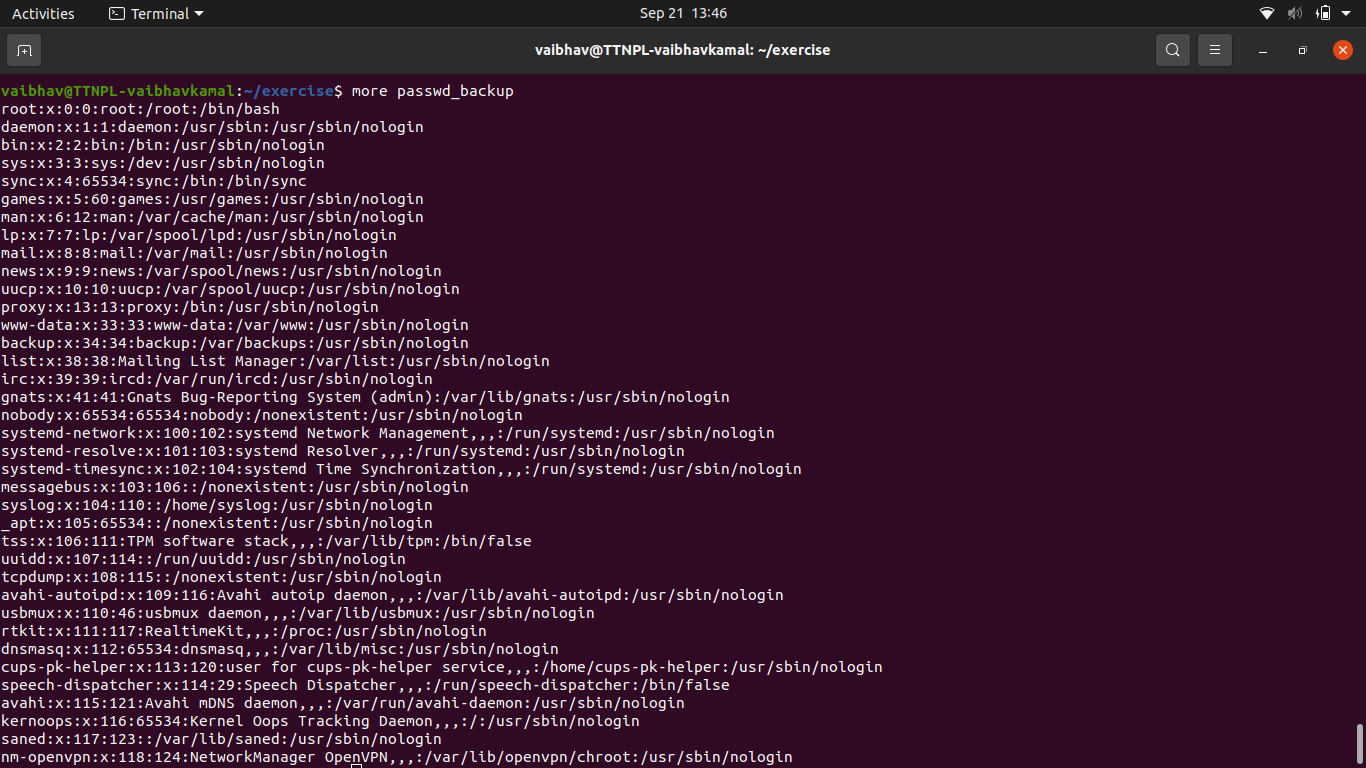 Activities Terminal Sep 21 13:46
vaibhav@TTNPL-vaibhavkamal: ~/exercise
vaibhav@TTNPL-vaibhavkamal:~/exercise$ more passwd_backup
root:x:0:0:root:/root:/bin/bash
daemon:x:1:1:daemon:/usr/sbin:/usr/sbin/nologin
bin:x:2:2:bin:/bin:/usr/sbin/nologin
sys:x:3:3:sys:/dev:/usr/sbin/nologin
sync:x:4:65534:sync:/bin:/bin/sync
games:x:5:60:games:/usr/games:/usr/sbin/nologin
man:x:6:12:man:/var/cache/man:/usr/sbin/nologin
lp:x:7:7:lp:/var/spool/lpd:/usr/sbin/nologin
mail:x:8:8:mail:/var/mail:/usr/sbin/nologin
news:x:9:9:news:/var/spool/news:/usr/sbin/nologin
uucp:x:10:10:uucp:/var/spool/uucp:/usr/sbin/nologin
proxy:x:13:13:proxy:/bin:/usr/sbin/nologin
www-data:x:33:33:www-data:/var/www:/usr/sbin/nologin
backup:x:34:34:backup:/var/backups:/usr/sbin/nologin
list:x:38:38:Mailing List Manager:/var/list:/usr/sbin/nologin
irc:x:39:39:ircd:/var/run/ircd:/usr/sbin/nologin
gnats:x:41:41:Gnats Bug-Reporting System (admin):/var/lib/gnats:/usr/sbin/nologin
nobody:x:65534:65534:nobody:/nonexistent:/usr/sbin/nologin
systemd-network:x:100:102:systemd Network Management,,,:/run/systemd:/usr/sbin/nologin
systemd-resolve:x:101:103:systemd Resolver,,,:/run/systemd:/usr/sbin/nologin
systemd-timesync:x:102:104:systemd Time Synchronization,,,:/run/systemd:/usr/sbin/nologin
messagebus:x:103:106::/nonexistent:/usr/sbin/nologin
syslog:x:104:110::/home/syslog:/usr/sbin/nologin
_apt:x:105:65534::/nonexistent:/usr/sbin/nologin
tss:x:106:111:TPM software stack,,,:/var/lib/tpm:/bin/false
uuidd:x:107:114::/run/uuidd:/usr/sbin/nologin
tcpdump:x:108:115::/nonexistent:/usr/sbin/nologin
avahi-autoipd:x:109:116:Avahi autoip daemon,,,:/var/lib/avahi-autoipd:/usr/sbin/nologin
usbmux:x:110:46:usbmux daemon,,,:/var/lib/usbmux:/usr/sbin/nologin
rtkit:x:111:117:RealtimeKit,,,:/proc:/usr/sbin/nologin
dnsmasq:x:112:65534:dnsmasq,,,:/var/lib/misc:/usr/sbin/nologin
cups-pk-helper:x:113:120:user for cups-pk-helper service,,,:/home/cups-pk-helper:/usr/sbin/nologin
speech-dispatcher:x:114:29:Speech Dispatcher,,,:/run/speech-dispatcher:/bin/false
avahi:x:115:121:Avahi mDNS daemon,,,:/var/run/avahi-daemon:/usr/sbin/nologin
kernoops:x:116:65534:Kernel Oops Tracking Daemon,,,:/:/usr/sbin/nologin
saned:x:117:123::/var/lib/saned:/usr/sbin/nologin
nm-openvpn:x:118:124:NetworkManager OpenVPN,,,:/var/lib/openvpn/chroot:/usr/sbin/nologin